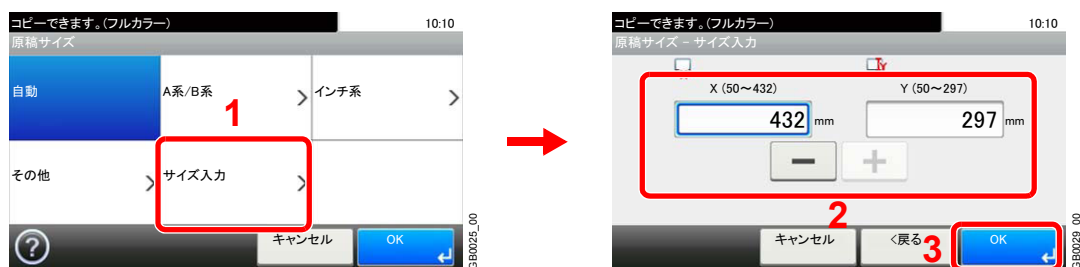 コピーできます。(フルカラー) 10:10
原稿サイズ
自動
A系/B系
インチ系
1
その他
サイズ入力
キャンセル
OK
GB0025_00
コピーできます。(フルカラー) 10:10
原稿サイズ - サイズ入力
X (50～432)
Y (50～297)
432 mm
297 mm
2
キャンセル
<戻る
3
OK
GB0029_00